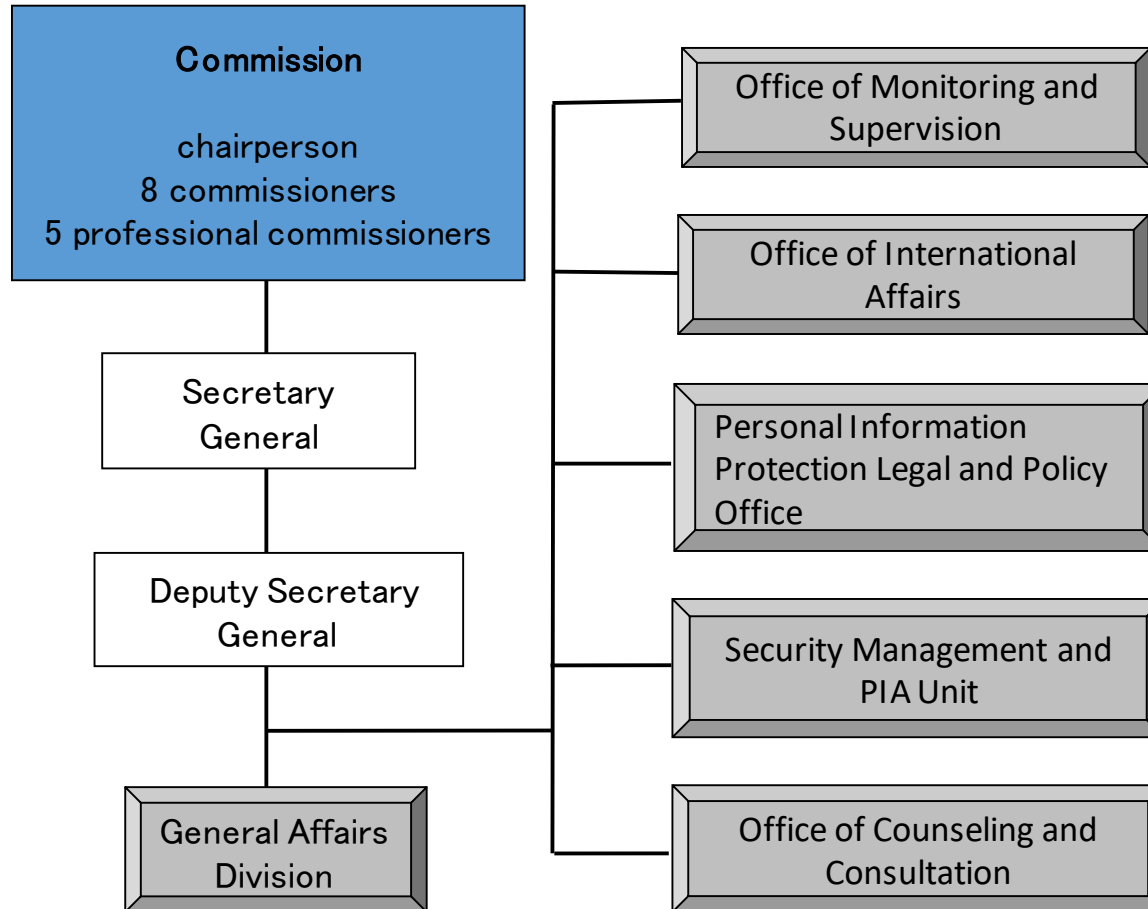 Commission
chairperson
8 commissioners
5 professional commissioners
Secretary
General
Deputy Secretary
General
General Affairs
Division
Office of Monitoring and
Supervision
Office of International
Affairs
Personal Information
Protection Legal and Policy
Office
Security Management and
PIA Unit
Office of Counseling and
Consultation